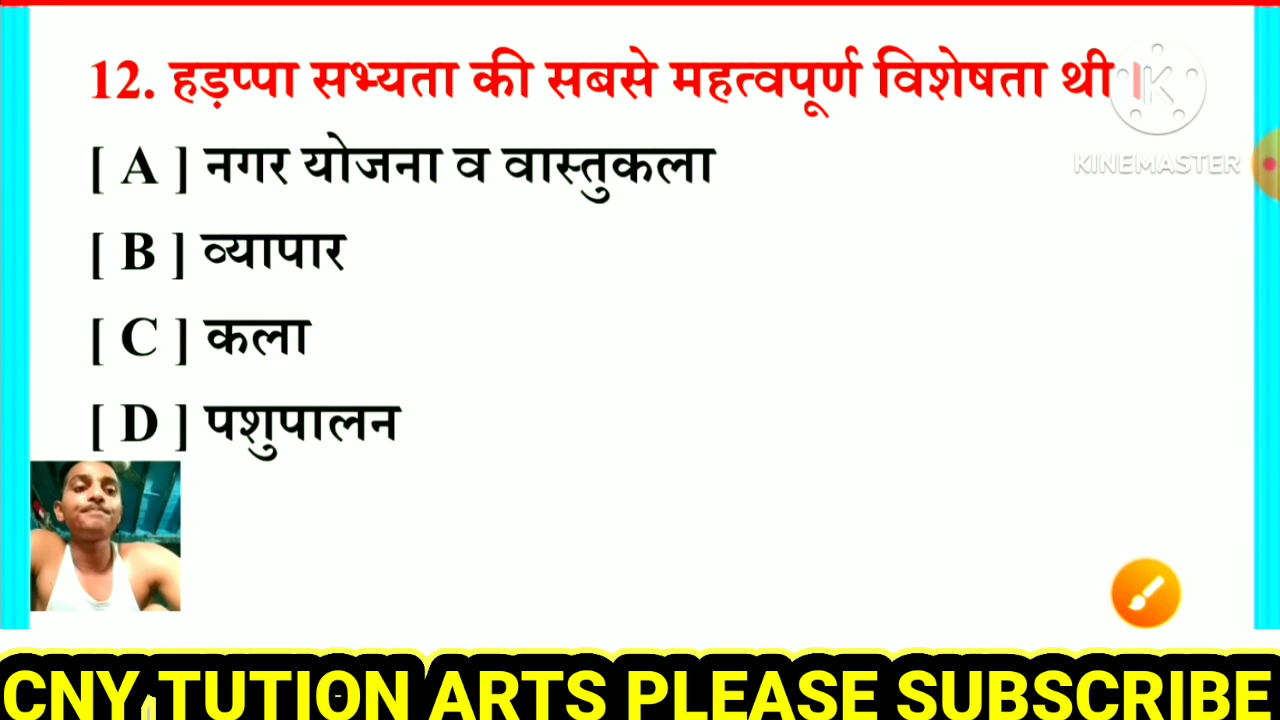 12. हड़प्पा सभ्यता की सबसे महत्वपूर्ण विशेषता थी
[ A ] नगर योजना व वास्तुकला
[ B ] व्यापार
[ C ] कला
[ D ] पशुपालन
KINEMASTER
CNY TUTION ARTS PLEASE SUBSCRIBE